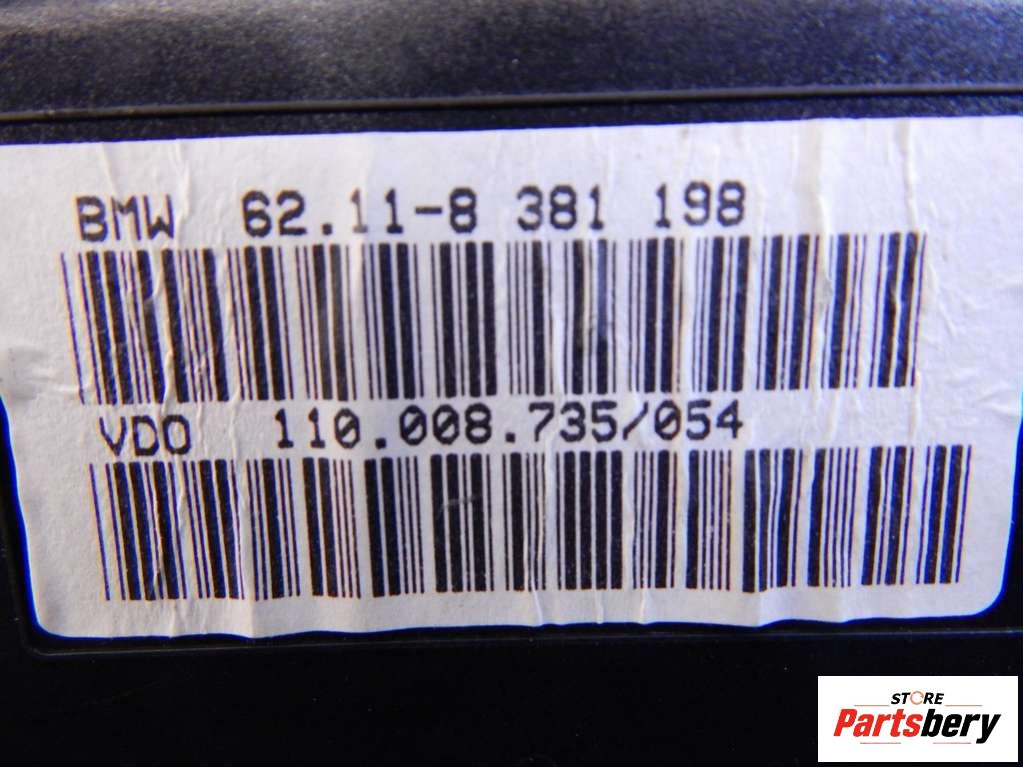 BMW 62.11-8 381 198
VDO 110.008.735/054
STORE
Partsbery